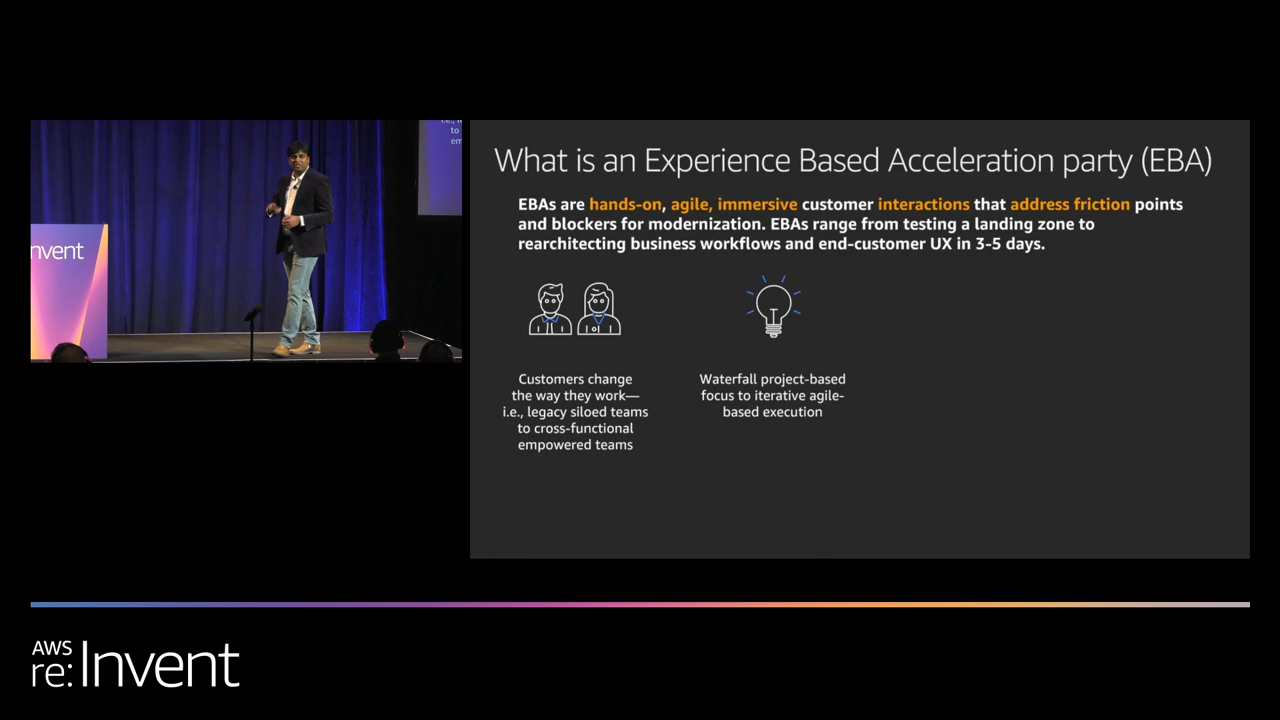 i.e., l
to
em
nvent
What is an Experience Based Acceleration party (EBA)
EBAs are hands-on, agile, immersive customer interactions that address friction points
and blockers for modernization. EBAs range from testing a landing zone to
rearchitecting business workflows and end-customer UX in 3-5 days.
Customers change
the way they work—
i.e., legacy siloed teams
to cross-functional
empowered teams
Waterfall project-based
focus to iterative agile-
based execution
AWS
re:Invent